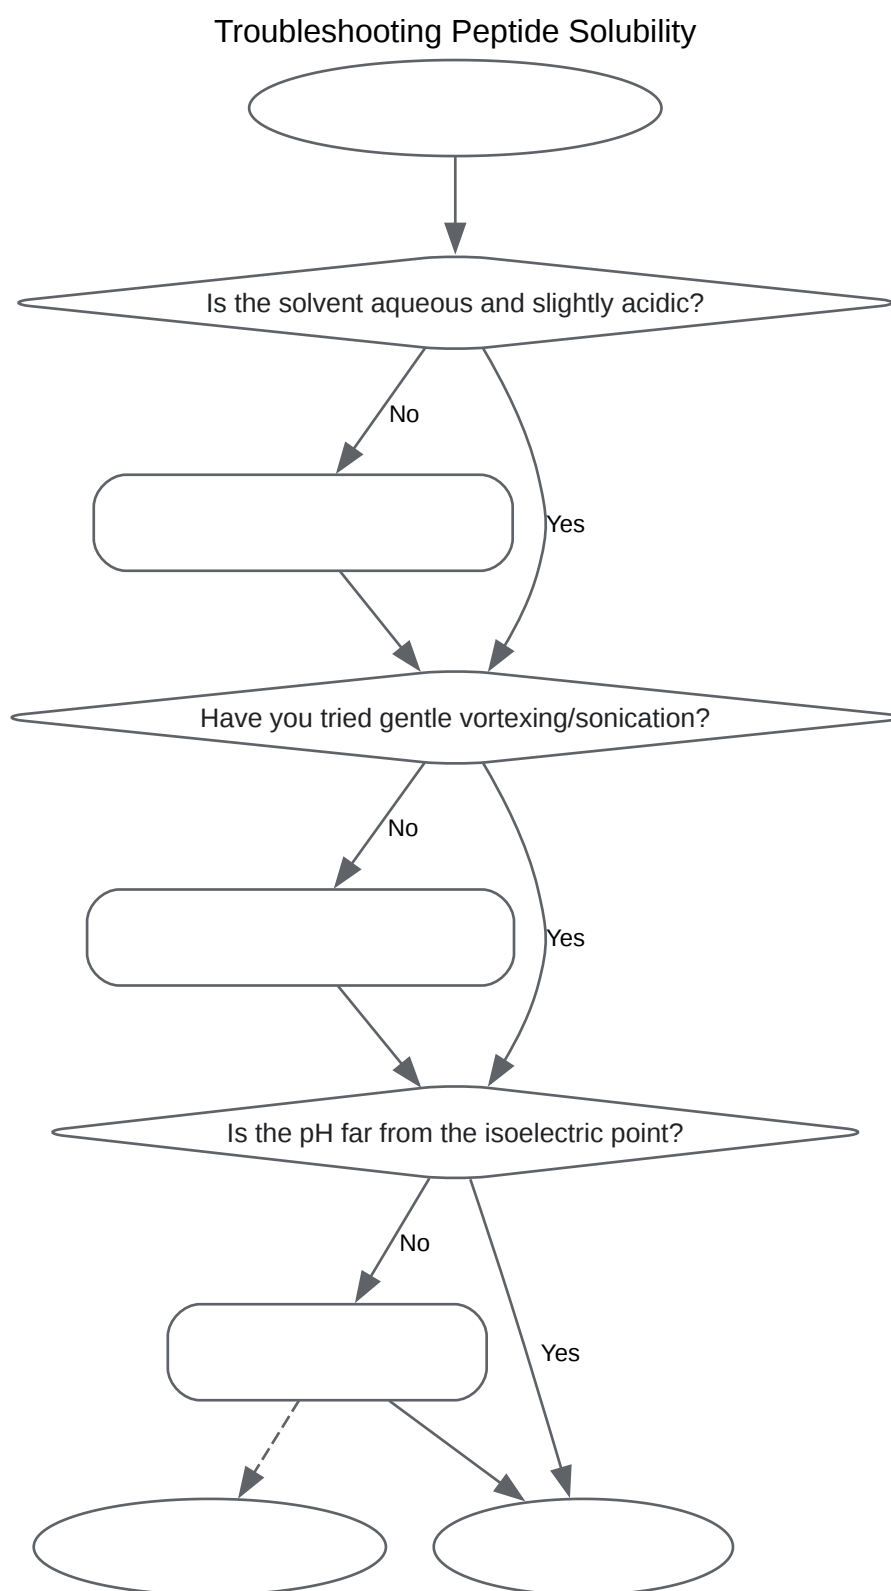 Troubleshooting Peptide Solubility
Is the solvent aqueous and slightly acidic?
No
Yes
Have you tried gentle vortexing/sonication?
No
Yes
Is the pH far from the isoelectric point?
No
Yes